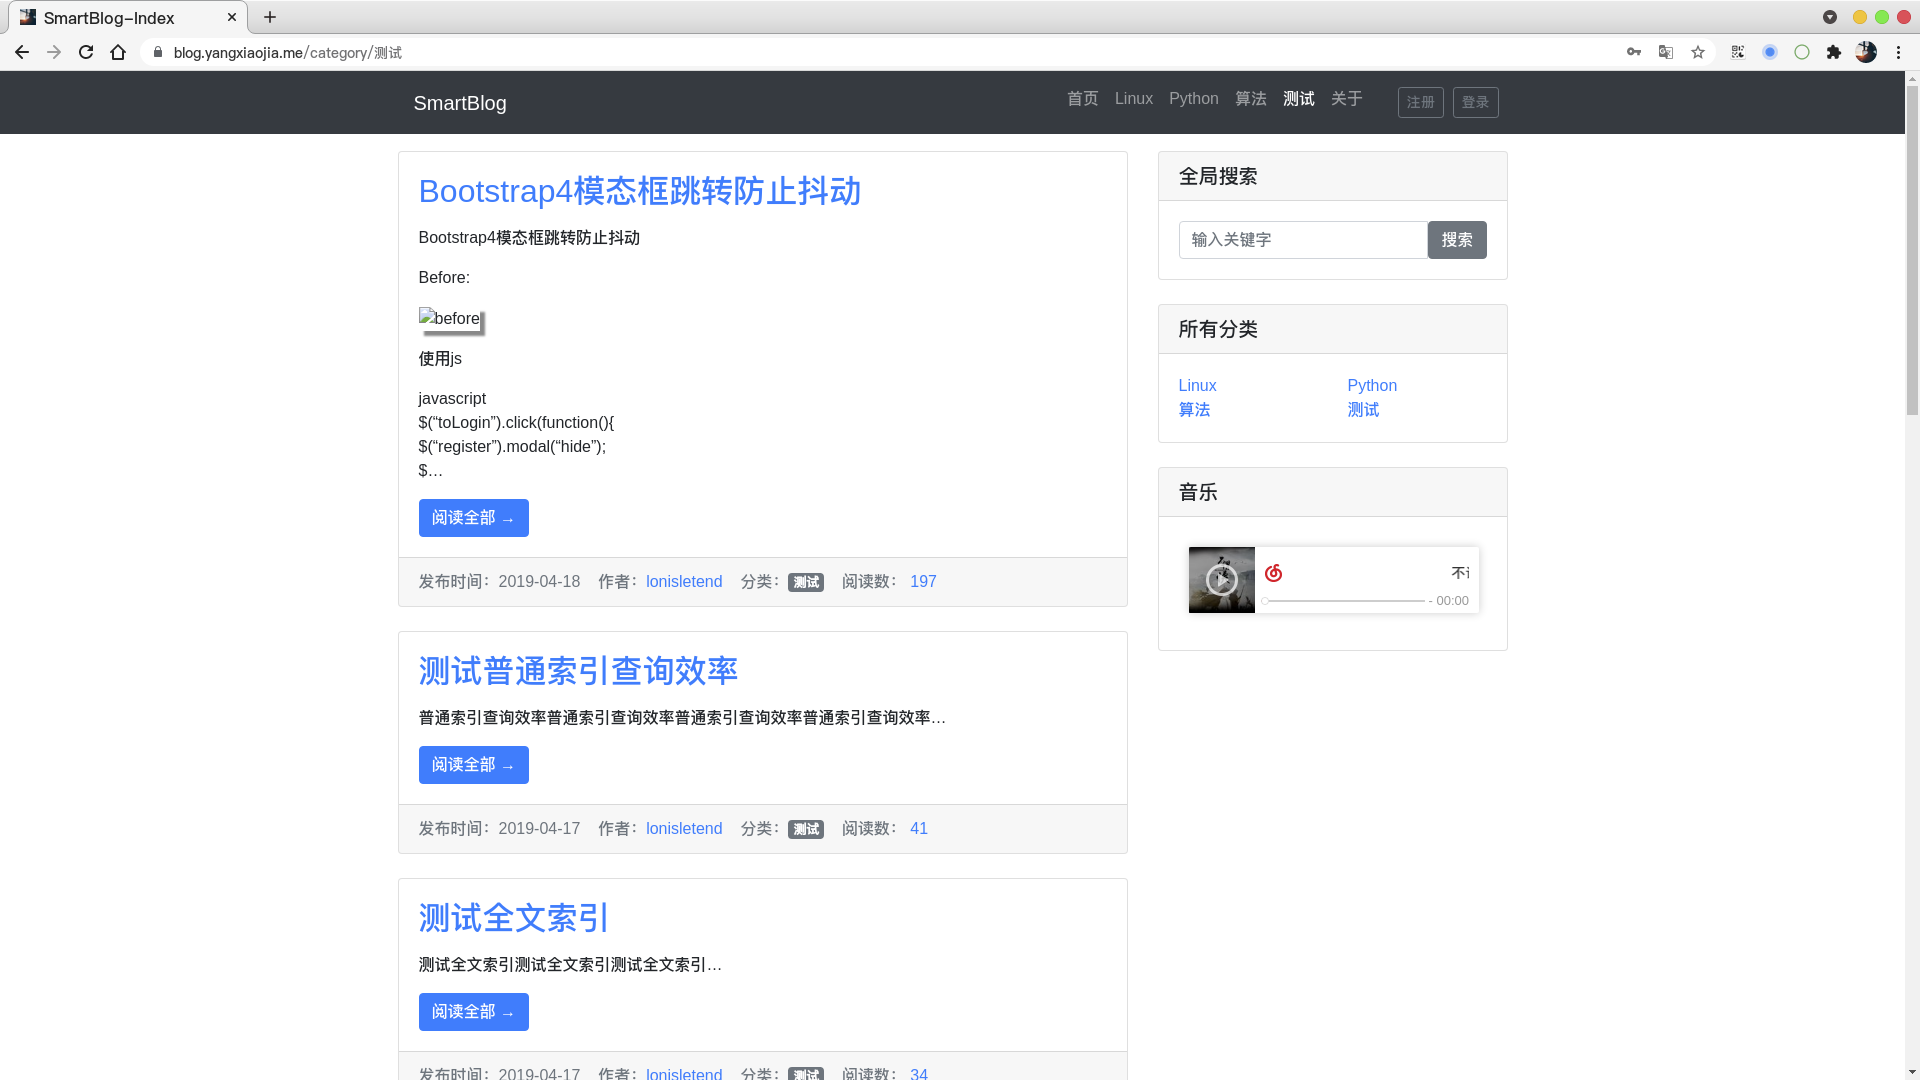 SmartBlog-Index
blog.yangxiaojia.me/category/测试
SmartBlog
首页 Linux Python 算法 测试 关于 注册 登录
Bootstrap4模态框跳转防止抖动
Bootstrap4模态框跳转防止抖动
Before:
before
使用js
javascript
$(“toLogin”).click(function(){
$(“register”).modal(“hide”);
$…
阅读全部 →
发布时间：2019-04-18 作者：lonisletend 分类：测试 阅读数： 197
测试普通索引查询效率
普通索引查询效率普通索引查询效率普通索引查询效率普通索引查询效率…
阅读全部 →
发布时间：2019-04-17 作者：lonisletend 分类：测试 阅读数： 41
测试全文索引
测试全文索引测试全文索引测试全文索引…
阅读全部 →
发布时间：2019-04-17 作者：lonisletend 分类：测试 阅读数： 34
全局搜索
输入关键字 搜索
所有分类
Linux Python
算法 测试
音乐
不
- 00:00